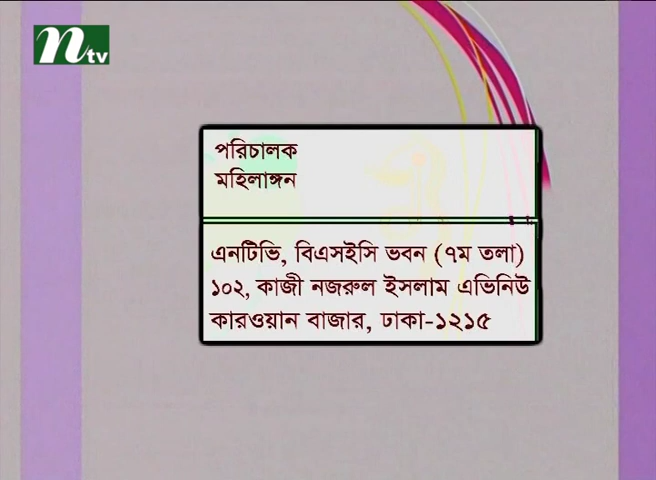 ntv
পরিচালক
মহিলাঙ্গন
এনটিভি, বিএসইসি ভবন (৭ম তলা)
১০২, কাজী নজরুল ইসলাম এভিনিউ
কারওয়ান বাজার, ঢাকা-১২১৫